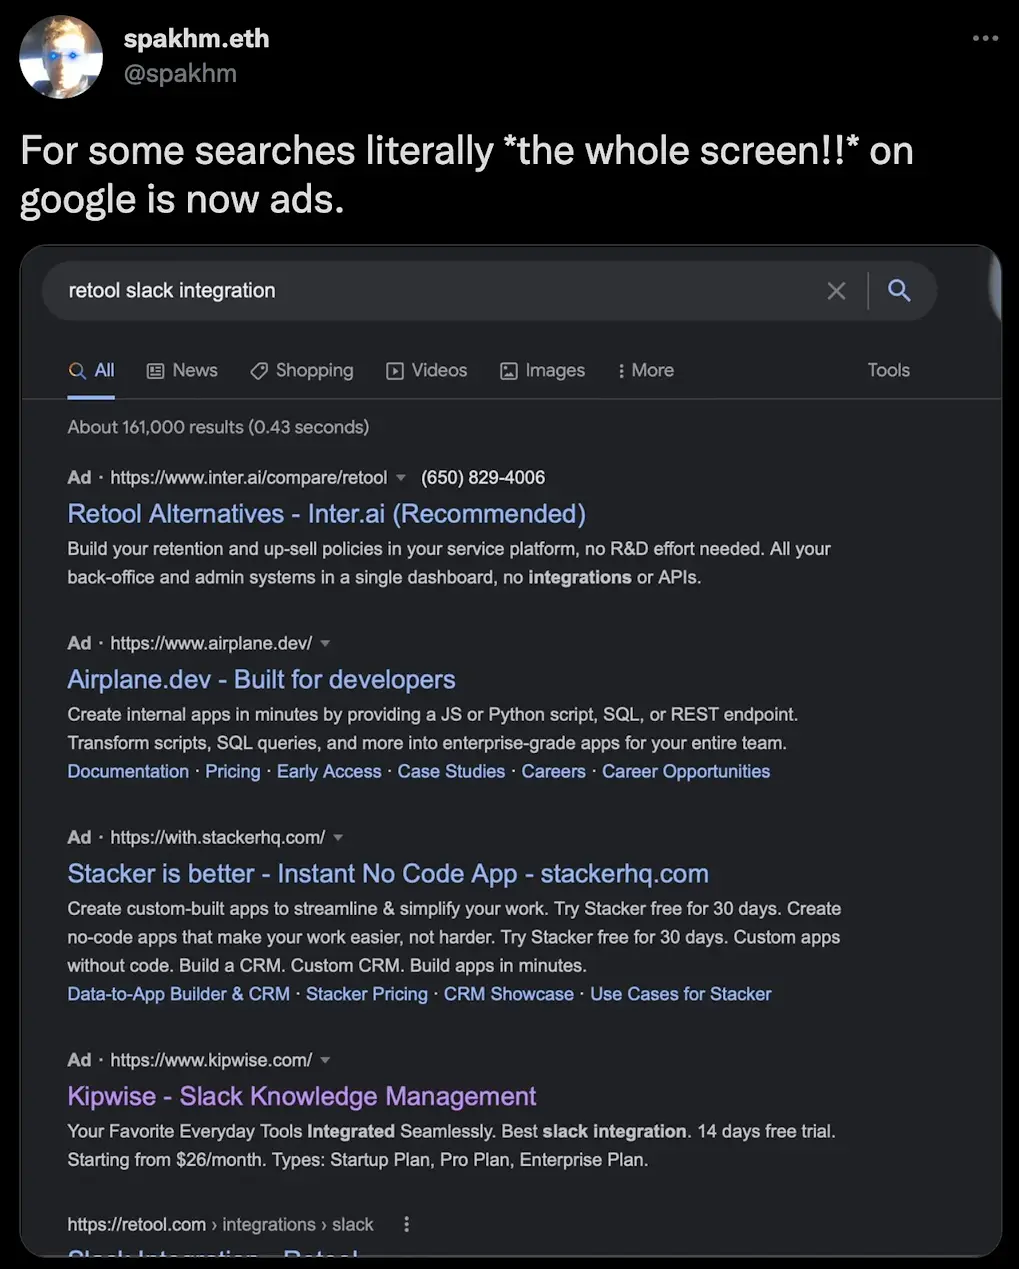 spakhm.eth
@spakhm
For some searches literally *the whole screen!!* on
google is now ads.
retool slack integration
All News Shopping Videos Images More Tools
About 161,000 results (0.43 seconds)
Ad · https://www.inter.ai/compare/retool (650) 829-4006
Retool Alternatives - Inter.ai (Recommended)
Build your retention and up-sell policies in your service platform, no R&D effort needed. All your
back-office and admin systems in a single dashboard, no integrations or APIs.
Ad · https://www.airplane.dev/
Airplane.dev - Built for developers
Create internal apps in minutes by providing a JS or Python script, SQL, or REST endpoint.
Transform scripts, SQL queries, and more into enterprise-grade apps for your entire team.
Documentation · Pricing · Early Access · Case Studies · Careers · Career Opportunities
Ad · https://with.stackerhq.com/
Stacker is better - Instant No Code App - stackerhq.com
Create custom-built apps to streamline & simplify your work. Try Stacker free for 30 days. Create
no-code apps that make your work easier, not harder. Try Stacker free for 30 days. Custom apps
without code. Build a CRM. Custom CRM. Build apps in minutes.
Data-to-App Builder & CRM · Stacker Pricing · CRM Showcase · Use Cases for Stacker
Ad · https://www.kipwise.com/
Kipwise - Slack Knowledge Management
Your Favorite Everyday Tools Integrated Seamlessly. Best slack integration. 14 days free trial.
Starting from $26/month. Types: Startup Plan, Pro Plan, Enterprise Plan.
https://retool.com › integrations › slack
Slack Integration - Retool